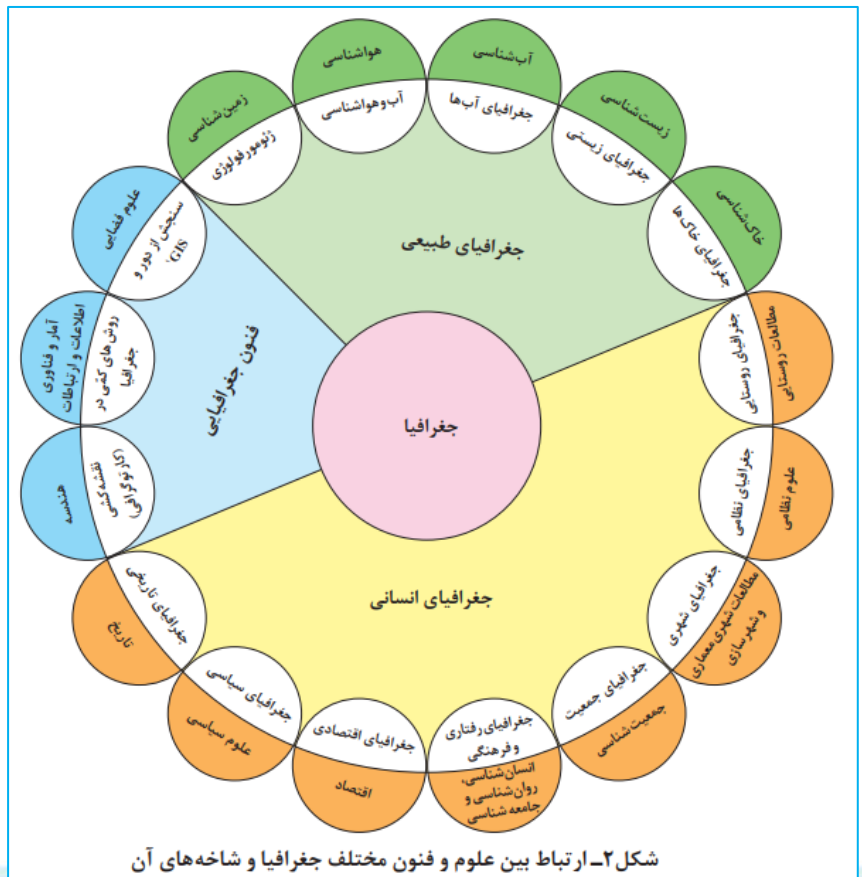 هواشناسی
آب‌وهواشناسی
آب‌شناسی
جغرافیای آب‌ها
زیست‌شناسی
جغرافیای زیستی
خاک‌شناسی
جغرافیای خاک‌ها
مطالعات روستایی
جغرافیای روستایی
علوم نظامی
جغرافیای نظامی
مطالعات شهری معماری
و شهرسازی
جغرافیای شهری
جمعیت‌شناسی
جغرافیای جمعیت
جغرافیای رفتاری
و فرهنگی
انسان‌شناسی،
روان‌شناسی و
جامعه شناسی
جغرافیای اقتصادی
اقتصاد
جغرافیای سیاسی
علوم سیاسی
جغرافیای تاریخی
تاریخ
نقشه‌کشی
(کارتوگرافی)
هندسه
روش‌های کمّی در
جغرافیا
آمار و فناوری
اطلاعات و ارتباطات
سنجش از دور و
GIS
علوم فضایی
ژئومورفولوژی
زمین‌شناسی
جغرافیای طبیعی
فنون جغرافیایی
جغرافیا
جغرافیای انسانی
شکل۲ـ ارتباط بین علوم و فنون مختلف جغرافیا و شاخه‌های آن